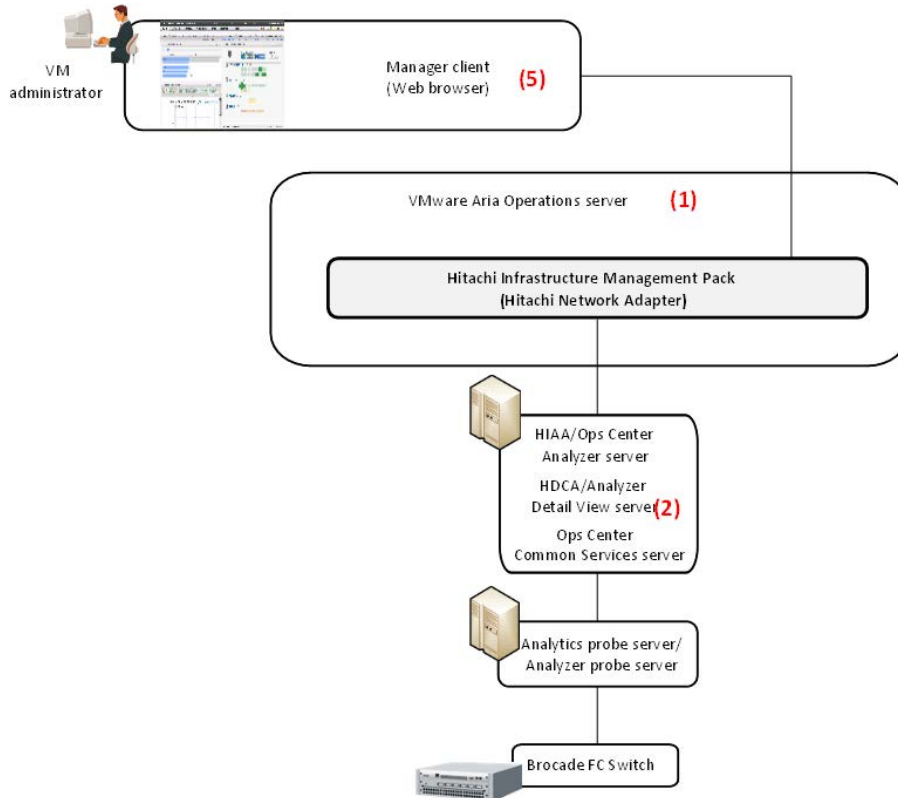 VM
administrator
Manager client
(Web browser)
(5)
VMware Aria Operations server
(1)
Hitachi Infrastructure Management Pack
(Hitachi Network Adapter)
HIAA/Ops Center
Analyzer server
HDCA/Analyzer
Detail View server
(2)
Ops Center
Common Services server
Analytics probe server/
Analyzer probe server
Brocade FC Switch